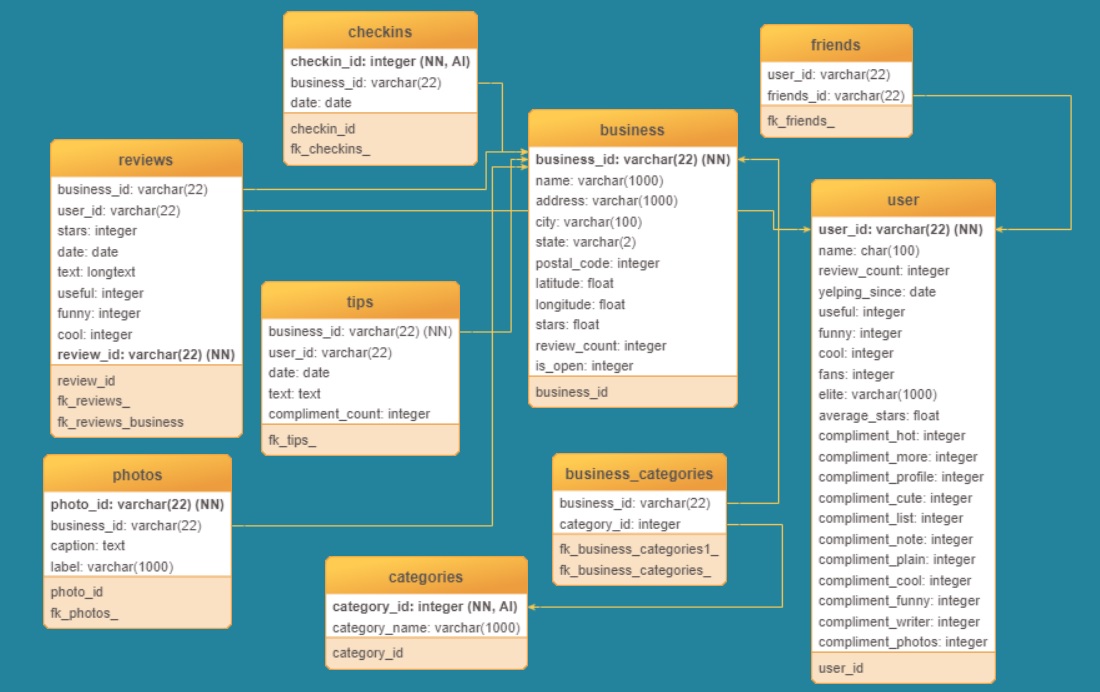 checkins
checkin_id: integer (NN, AI)
business_id: varchar(22)
date: date
checkin_id
fk_checkins_
friends
user_id: varchar(22)
friends_id: varchar(22)
fk_friends_
business
business_id: varchar(22) (NN)
name: varchar(1000)
address: varchar(1000)
city: varchar(100)
state: varchar(2)
postal_code: integer
latitude: float
longitude: float
stars: float
review_count: integer
is_open: integer
business_id
reviews
business_id: varchar(22)
user_id: varchar(22)
stars: integer
date: date
text: longtext
useful: integer
funny: integer
cool: integer
review_id: varchar(22) (NN)
review_id
fk_reviews_
fk_reviews_business
user
user_id: varchar(22) (NN)
name: char(100)
review_count: integer
yelping_since: date
useful: integer
funny: integer
cool: integer
fans: integer
elite: varchar(1000)
average_stars: float
compliment_hot: integer
compliment_more: integer
compliment_profile: integer
compliment_cute: integer
compliment_list: integer
compliment_note: integer
compliment_plain: integer
compliment_cool: integer
compliment_funny: integer
compliment_writer: integer
compliment_photos: integer
user_id
tips
business_id: varchar(22) (NN)
user_id: varchar(22)
date: date
text: text
compliment_count: integer
fk_tips_
photos
photo_id: varchar(22) (NN)
business_id: varchar(22)
caption: text
label: varchar(1000)
photo_id
fk_photos_
business_categories
business_id: varchar(22)
category_id: integer
fk_business_categories1_
fk_business_categories_
categories
category_id: integer (NN, AI)
category_name: varchar(1000)
category_id